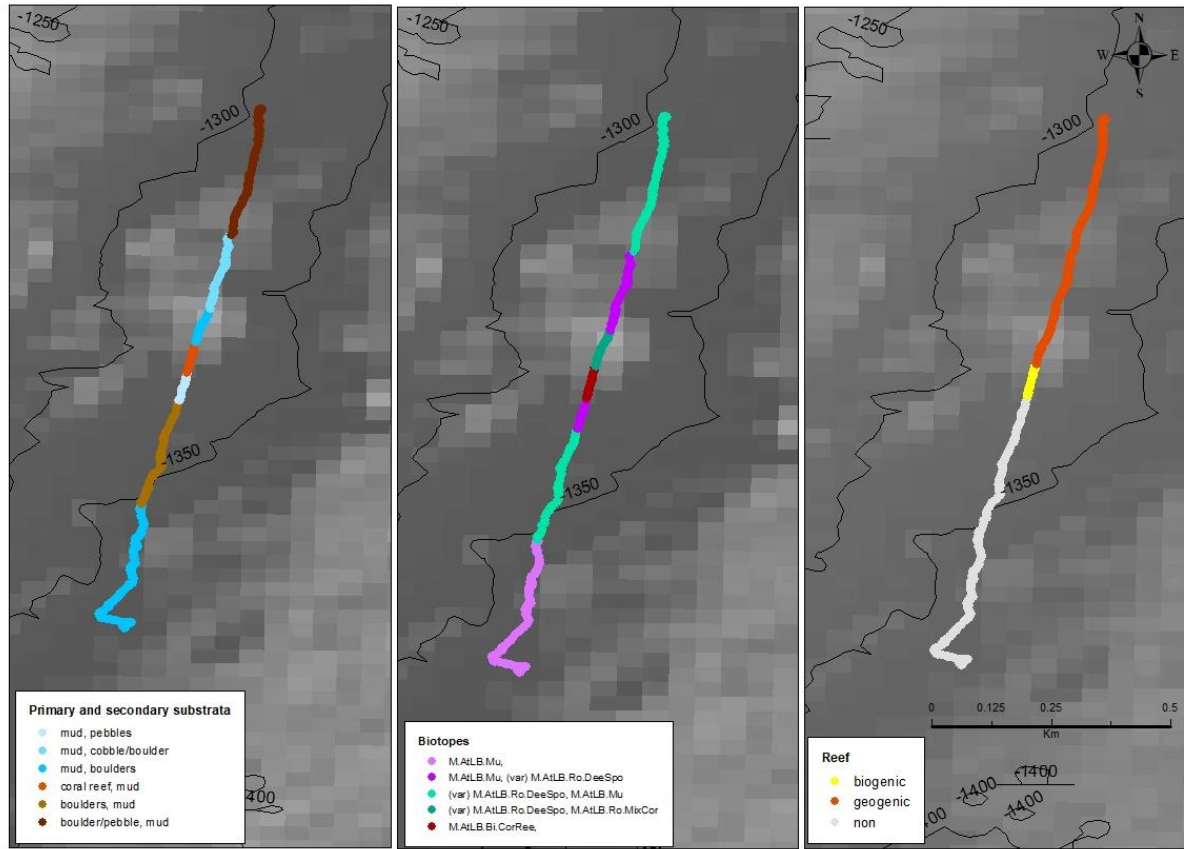 -1250
-1300
-1350
400
Primary and secondary substrata
mud, pebbles
mud, cobble/boulder
mud, boulders
coral reef, mud
boulders, mud
boulder/pebble, mud
-1300
-1350
Biotopes
M.AtLB.Mu,
M.AtLB.Mu, (var) M.AtLB.Ro.DeeSpo
(var) M.AtLB.Ro.DeeSpo, M.AtLB.Mu
(var) M.AtLB.Ro.DeeSpo, M.AtLB.Ro.MixCor
M.AtLB.Bi.CorRee,
N
W
E
S
-1250
-1300
-1350
0
0.125
0.25
0.5
Km
Reef
biogenic
geogenic
non
-1400
-1400
-1400
400